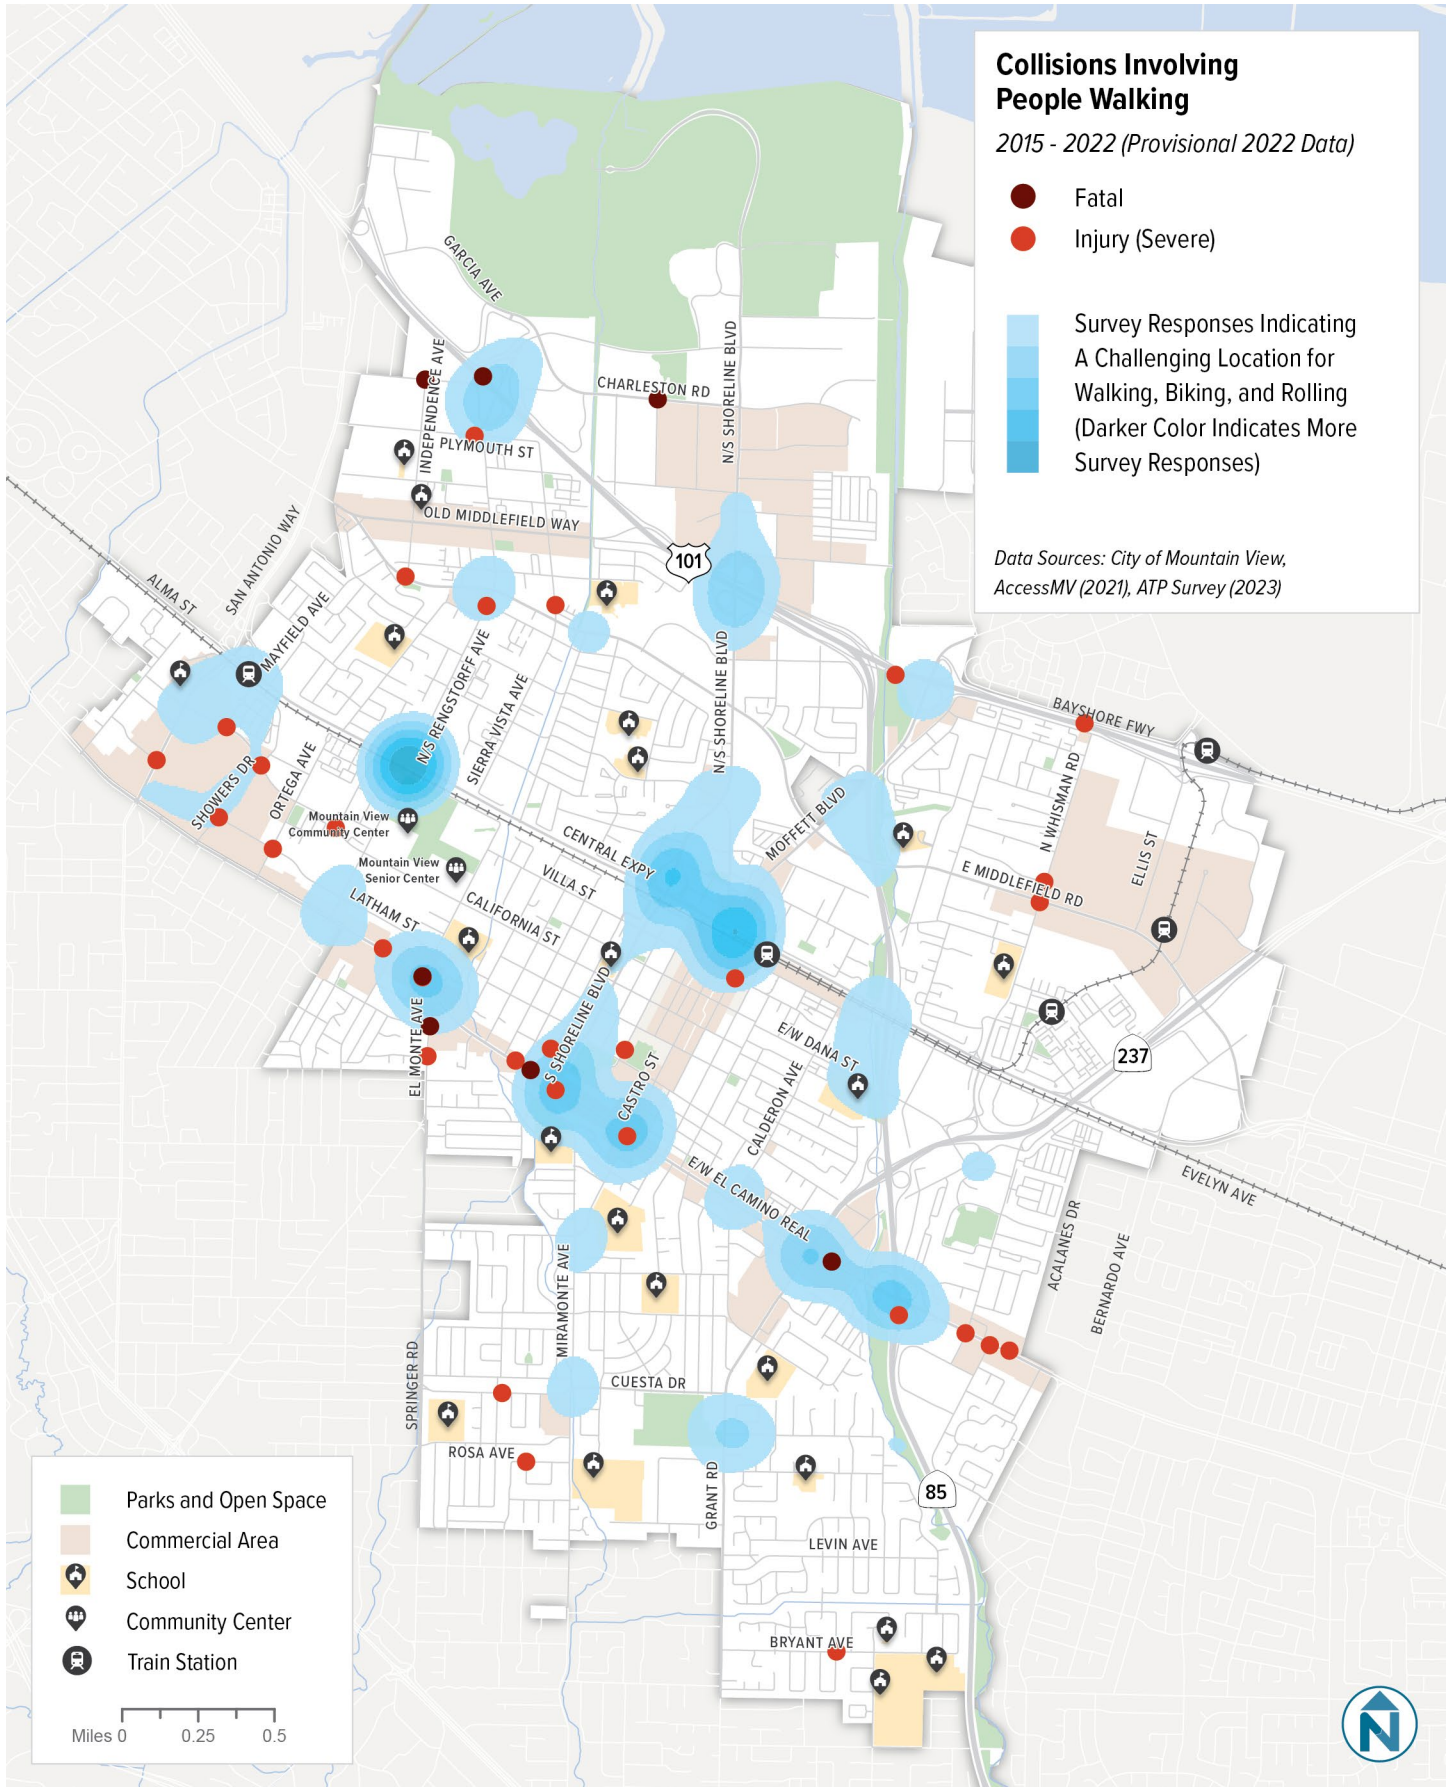 Collisions Involving
People Walking
2015 - 2022 (Provisional 2022 Data)
Fatal
Injury (Severe)
Survey Responses Indicating
A Challenging Location for
Walking, Biking, and Rolling
(Darker Color Indicates More
Survey Responses)
Data Sources: City of Mountain View,
AccessMV (2021), ATP Survey (2023)
GARCIA AVE
INDEPENDENCE AVE
CHARLESTON RD
N/S SHORELINE BLVD
PLYMOUTH ST
OLD MIDDLEFIELD WAY
101
SAN ANTONIO WAY
ALMA ST
MAYFIELD AVE
N/S RENGSTORFF AVE
SIERRA VISTA AVE
N/S SHORELINE BLVD
BAYSHORE FWY
N WHISMAN RD
SHOWERS DR
ORTEGA AVE
Mountain View
Community Center
MOFFETT BLVD
CENTRAL EXPY
ELLIS ST
Mountain View
Senior Center
VILLA ST
E MIDDLEFIELD RD
LATHAM ST
CALIFORNIA ST
S SHORELINE BLVD
EL MONTE AVE
E/W DANA ST
237
CASTRO ST
CALDERON AVE
E/W EL CAMINO REAL
EVELYN AVE
ACALANES DR
BERNARDO AVE
MIRAMONTE AVE
SPRINGER RD
CUESTA DR
ROSA AVE
GRANT RD
85
LEVIN AVE
BRYANT AVE
Parks and Open Space
Commercial Area
School
Community Center
Train Station
Miles 0 0.25 0.5
N